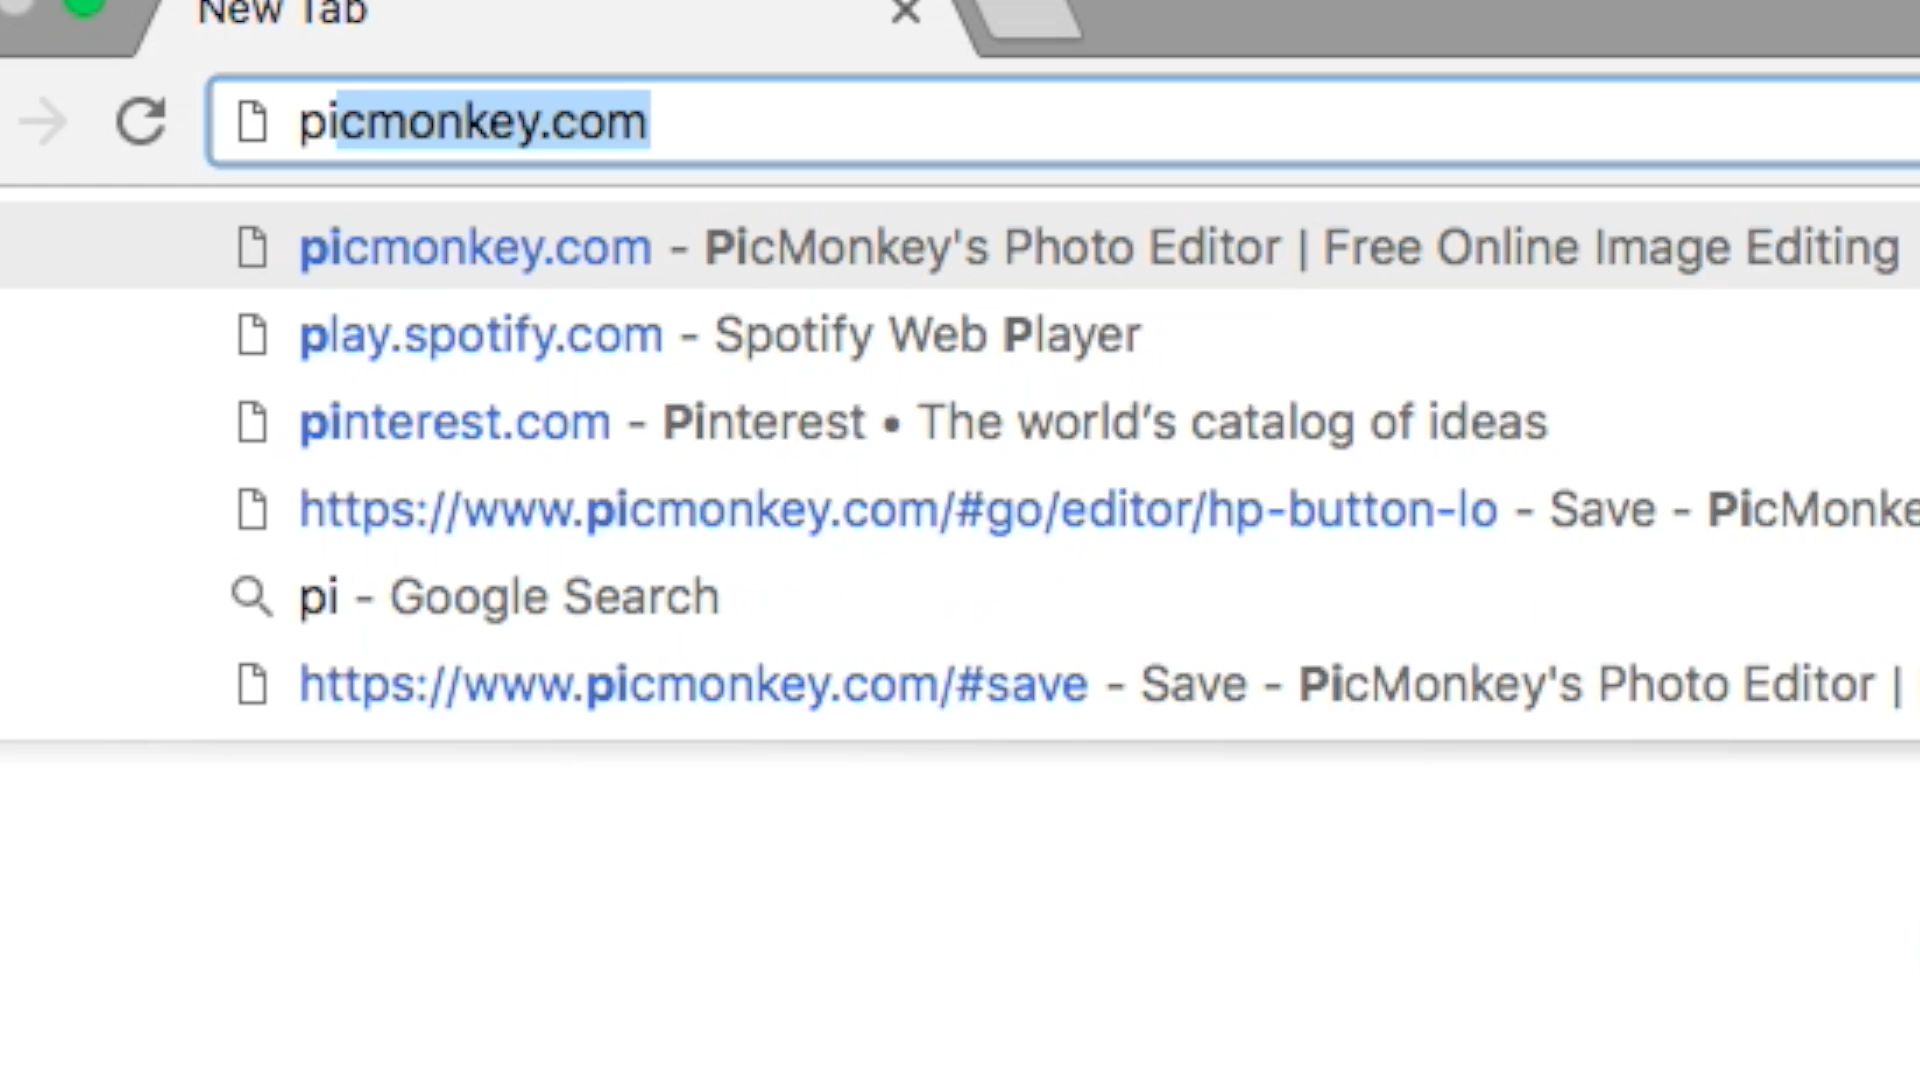 New Tab
picmonkey.com
picmonkey.com - PicMonkey's Photo Editor | Free Online Image Editing
play.spotify.com - Spotify Web Player
pinterest.com - Pinterest • The world’s catalog of ideas
https://www.picmonkey.com/#go/editor/hp-button-lo - Save - PicMonke
pi - Google Search
https://www.picmonkey.com/#save - Save - PicMonkey's Photo Editor |